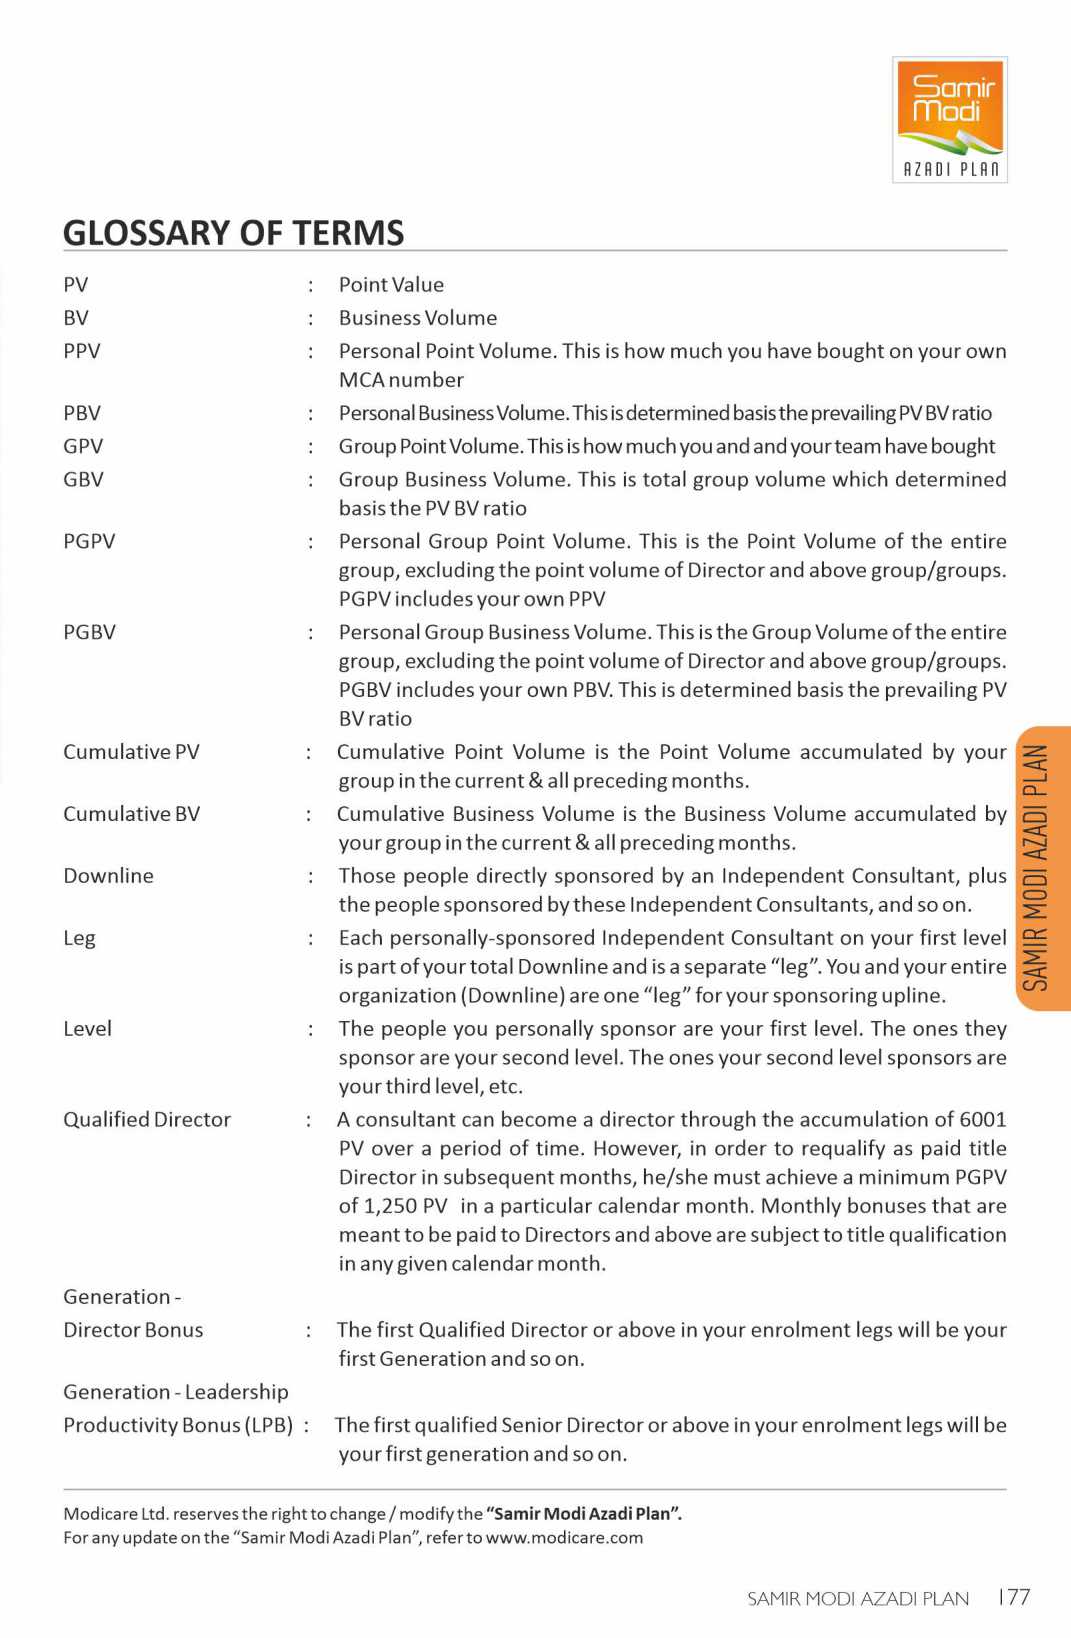 Samir
Modi
AZADI PLAN
GLOSSARY OF TERMS
PV : Point Value
BV : Business Volume
PPV : Personal Point Volume. This is how much you have bought on your own
MCA number
PBV : Personal Business Volume. This is determined basis the prevailing PV BV ratio
GPV : Group Point Volume. This is how much you and and your team have bought
GBV : Group Business Volume. This is total group volume which determined
basis the PV BV ratio
PGPV : Personal Group Point Volume. This is the Point Volume of the entire
group, excluding the point volume of Director and above group/groups.
PGPV includes your own PPV
PGBV : Personal Group Business Volume. This is the Group Volume of the entire
group, excluding the point volume of Director and above group/groups.
PGBV includes your own PBV. This is determined basis the prevailing PV
BV ratio
Cumulative PV : Cumulative Point Volume is the Point Volume accumulated by your
group in the current & all preceding months.
Cumulative BV : Cumulative Business Volume is the Business Volume accumulated by
your group in the current & all preceding months.
Downline : Those people directly sponsored by an Independent Consultant, plus
the people sponsored by these Independent Consultants, and so on.
Leg : Each personally-sponsored Independent Consultant on your first level
is part of your total Downline and is a separate “leg”. You and your entire
organization (Downline) are one “leg” for your sponsoring upline.
Level : The people you personally sponsor are your first level. The ones they
sponsor are your second level. The ones your second level sponsors are
your third level, etc.
Qualified Director : A consultant can become a director through the accumulation of 6001
PV over a period of time. However, in order to requalify as paid title
Director in subsequent months, he/she must achieve a minimum PGPV
of 1,250 PV in a particular calendar month. Monthly bonuses that are
meant to be paid to Directors and above are subject to title qualification
in any given calendar month.
Generation -
Director Bonus : The first Qualified Director or above in your enrolment legs will be your
first Generation and so on.
Generation - Leadership
Productivity Bonus (LPB) : The first qualified Senior Director or above in your enrolment legs will be
your first generation and so on.
Modicare Ltd. reserves the right to change / modify the “Samir Modi Azadi Plan”.
For any update on the “Samir Modi Azadi Plan”, refer to www.modicare.com
SAMIR MODI AZADI PLAN
SAMIR MODI AZADI PLAN 177